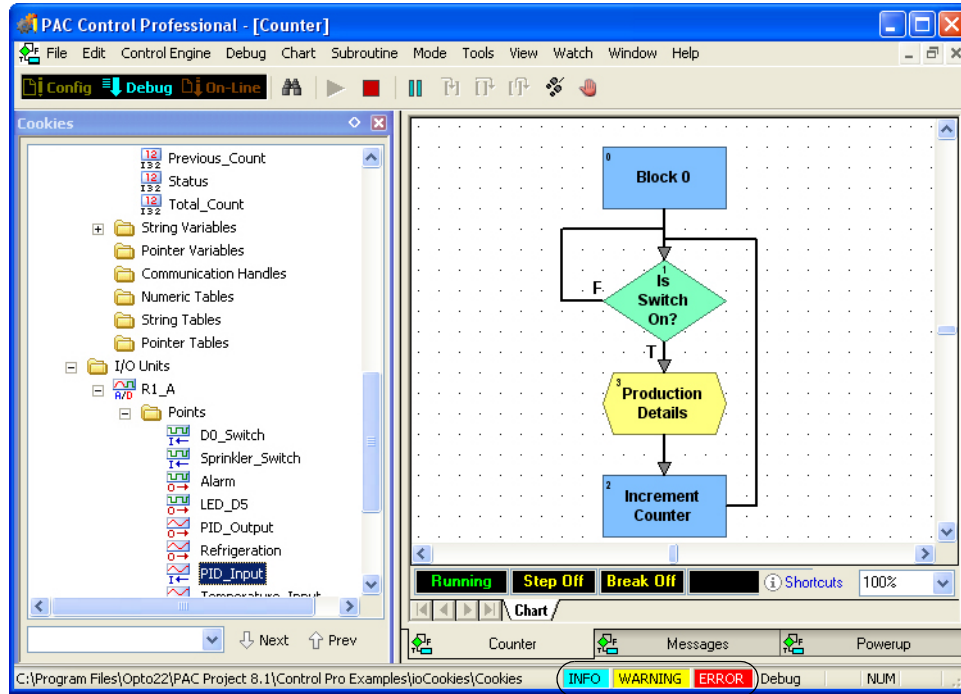 PAC Control Professional - [Counter]
File Edit Control Engine Debug Chart Subroutine Mode Tools View Watch Window Help
Config Debug On-Line
Cookies
Previous_Count
Status
Total_Count
String Variables
Pointer Variables
Communication Handles
Numeric Tables
String Tables
Pointer Tables
I/O Units
R1_A
Points
D0_Switch
Sprinkler_Switch
Alarm
LED_D5
PID_Output
Refrigeration
PID_Input
Temperature_Input
Next Prev
0
Block 0
1
Is
Switch
On?
F
T
3
Production
Details
2
Increment
Counter
Running Step Off Break Off Shortcuts 100%
Chart
Counter Messages Powerup
C:\Program Files\Opto22\PAC Project 8.1\Control Pro Examples\ioCookies\Cookies INFO WARNING ERROR Debug NUM